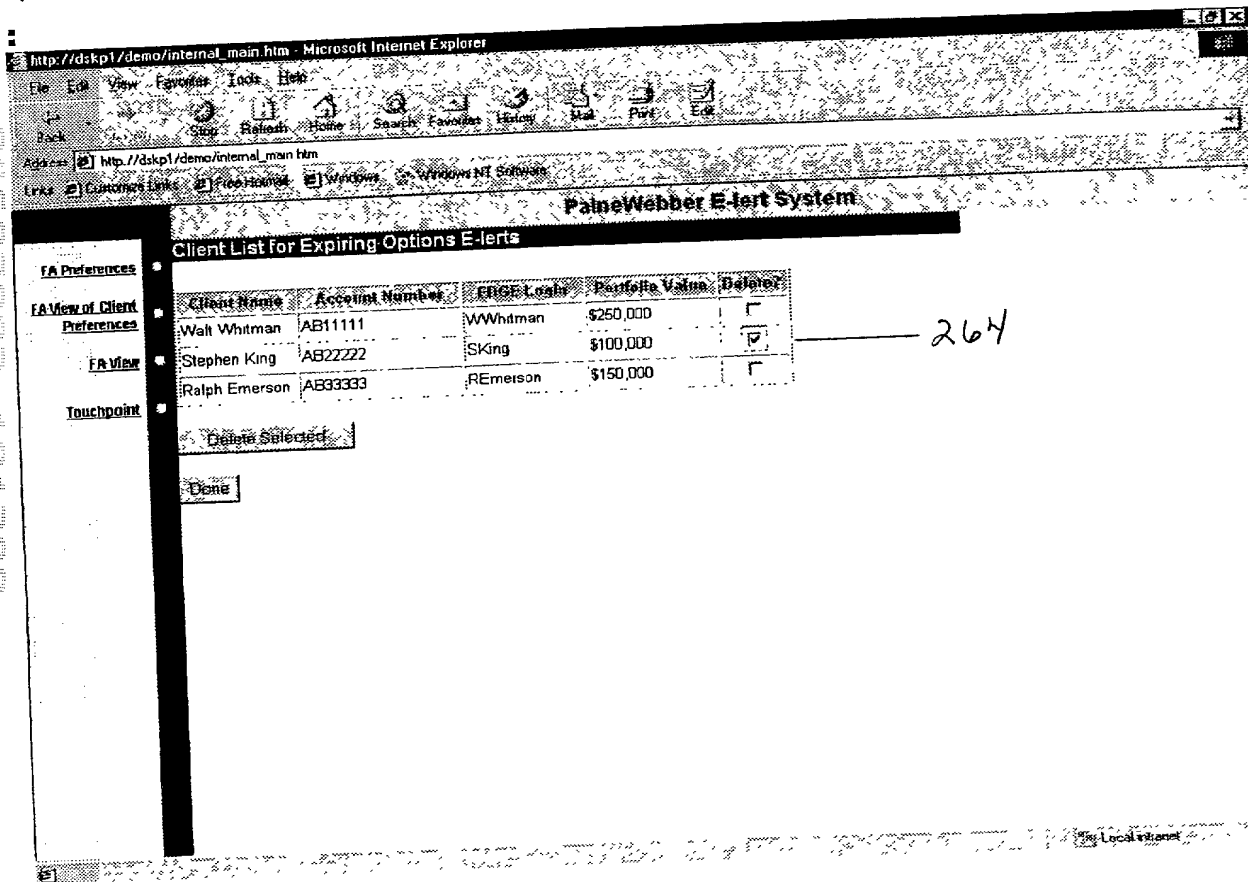 http://dskp1/demo/internal_main.htm - Microsoft Internet Explorer
File Edit View Favorites Tools Help
Back Stop Refresh Home Search Favorites History Mail Print Edit
Address http://dskp1/demo/internal_main.htm
Links Customize Links Free Hotmail Windows Windows NT Software
PaineWebber E-lert System
Client List for Expiring Options E-lerts
FA Preferences
FA View of Client
Preferences
FA View
Touchpoint
Client Name Account Number EDGE Login Portfolio Value Delete?
Walt Whitman AB11111 WWhitman $250,000
Stephen King AB22222 SKing $100,000
Ralph Emerson AB33333 REmerson $150,000
264
Delete Selected
Done
Local intranet